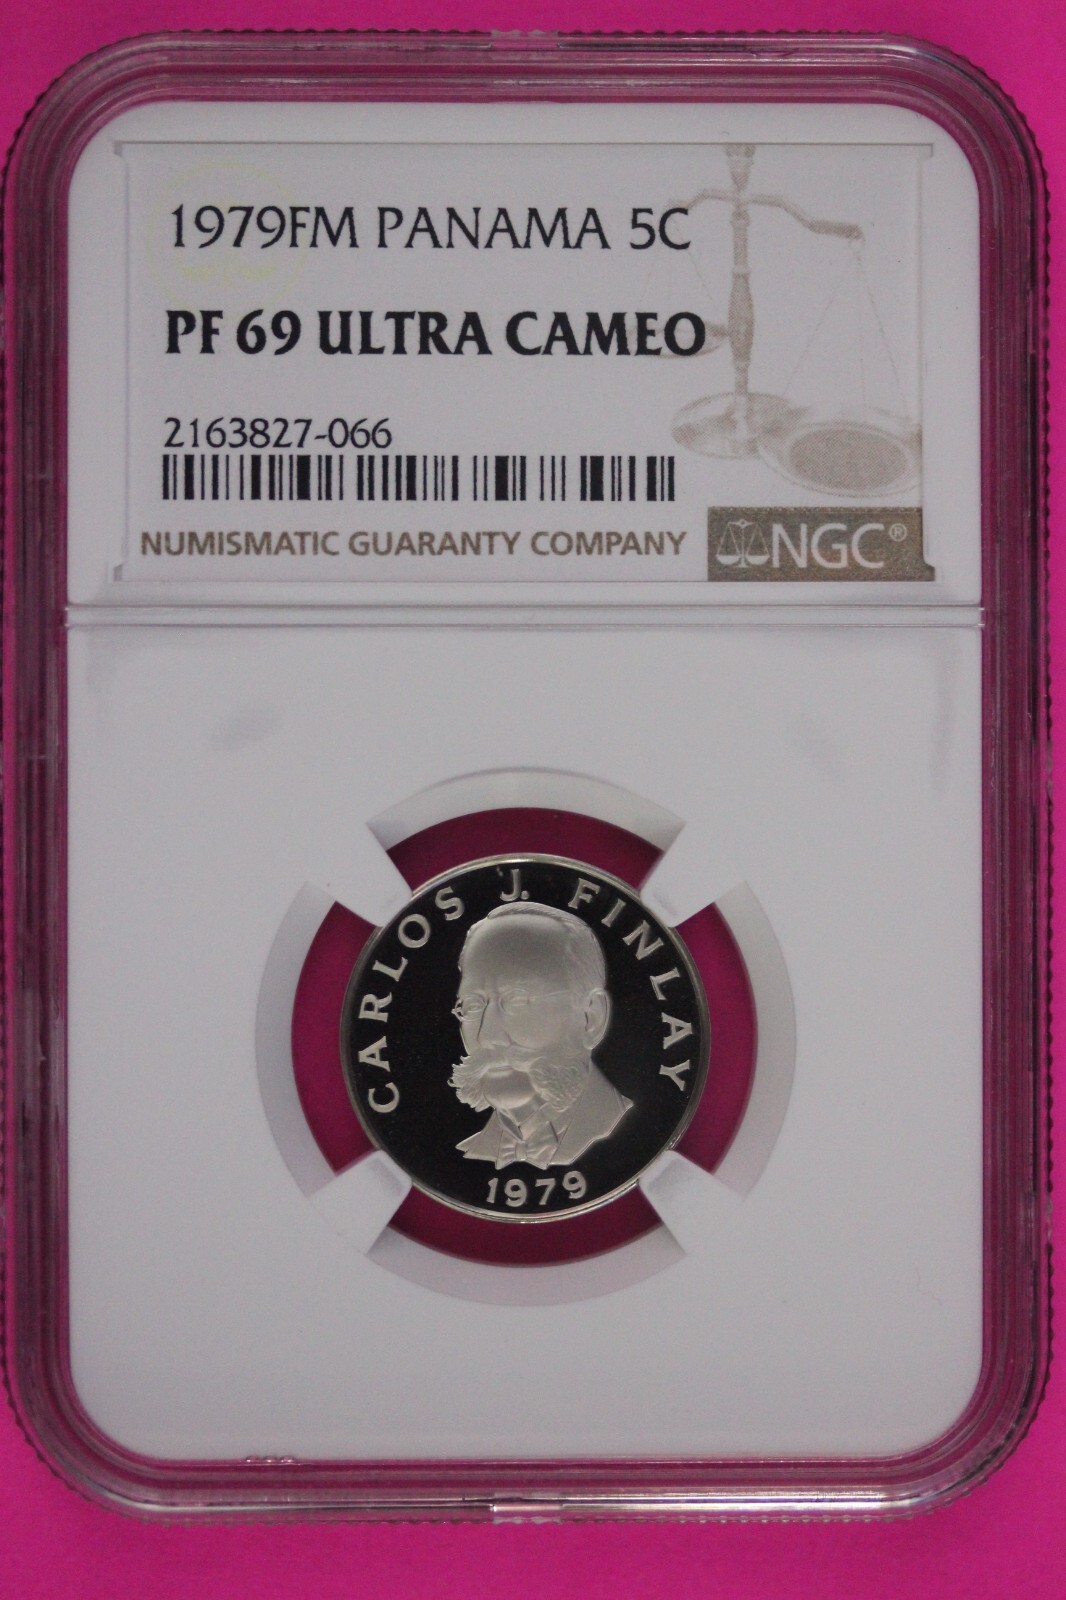 1979FM PANAMA 5C
PF 69 ULTRA CAMEO
2163827-066
NUMISMATIC GUARANTY COMPANY
NGC®
CARLOS J. FINLAY
1979